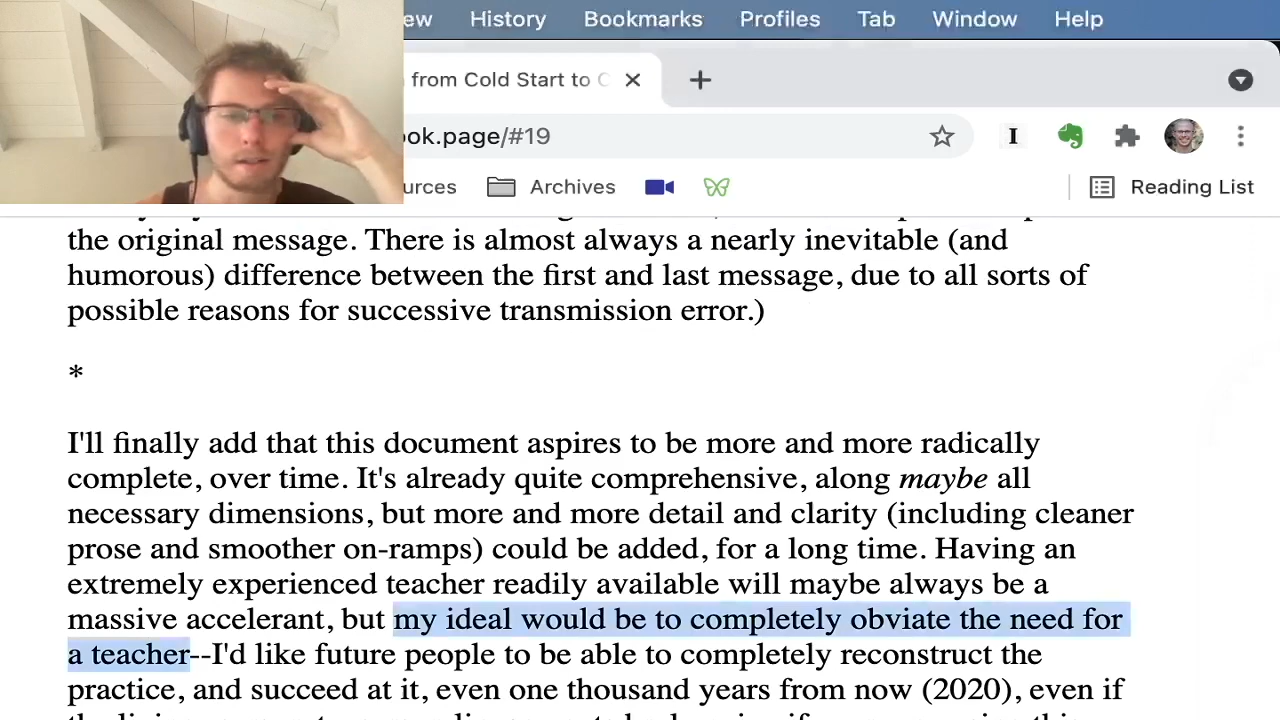 ew History Bookmarks Profiles Tab Window Help
from Cold Start to C
ook.page/#19
urces Archives Reading List
the original message. There is almost always a nearly inevitable (and
humorous) difference between the first and last message, due to all sorts of
possible reasons for successive transmission error.)
*
I'll finally add that this document aspires to be more and more radically
complete, over time. It's already quite comprehensive, along maybe all
necessary dimensions, but more and more detail and clarity (including cleaner
prose and smoother on-ramps) could be added, for a long time. Having an
extremely experienced teacher readily available will maybe always be a
massive accelerant, but my ideal would be to completely obviate the need for
a teacher--I'd like future people to be able to completely reconstruct the
practice, and succeed at it, even one thousand years from now (2020), even if